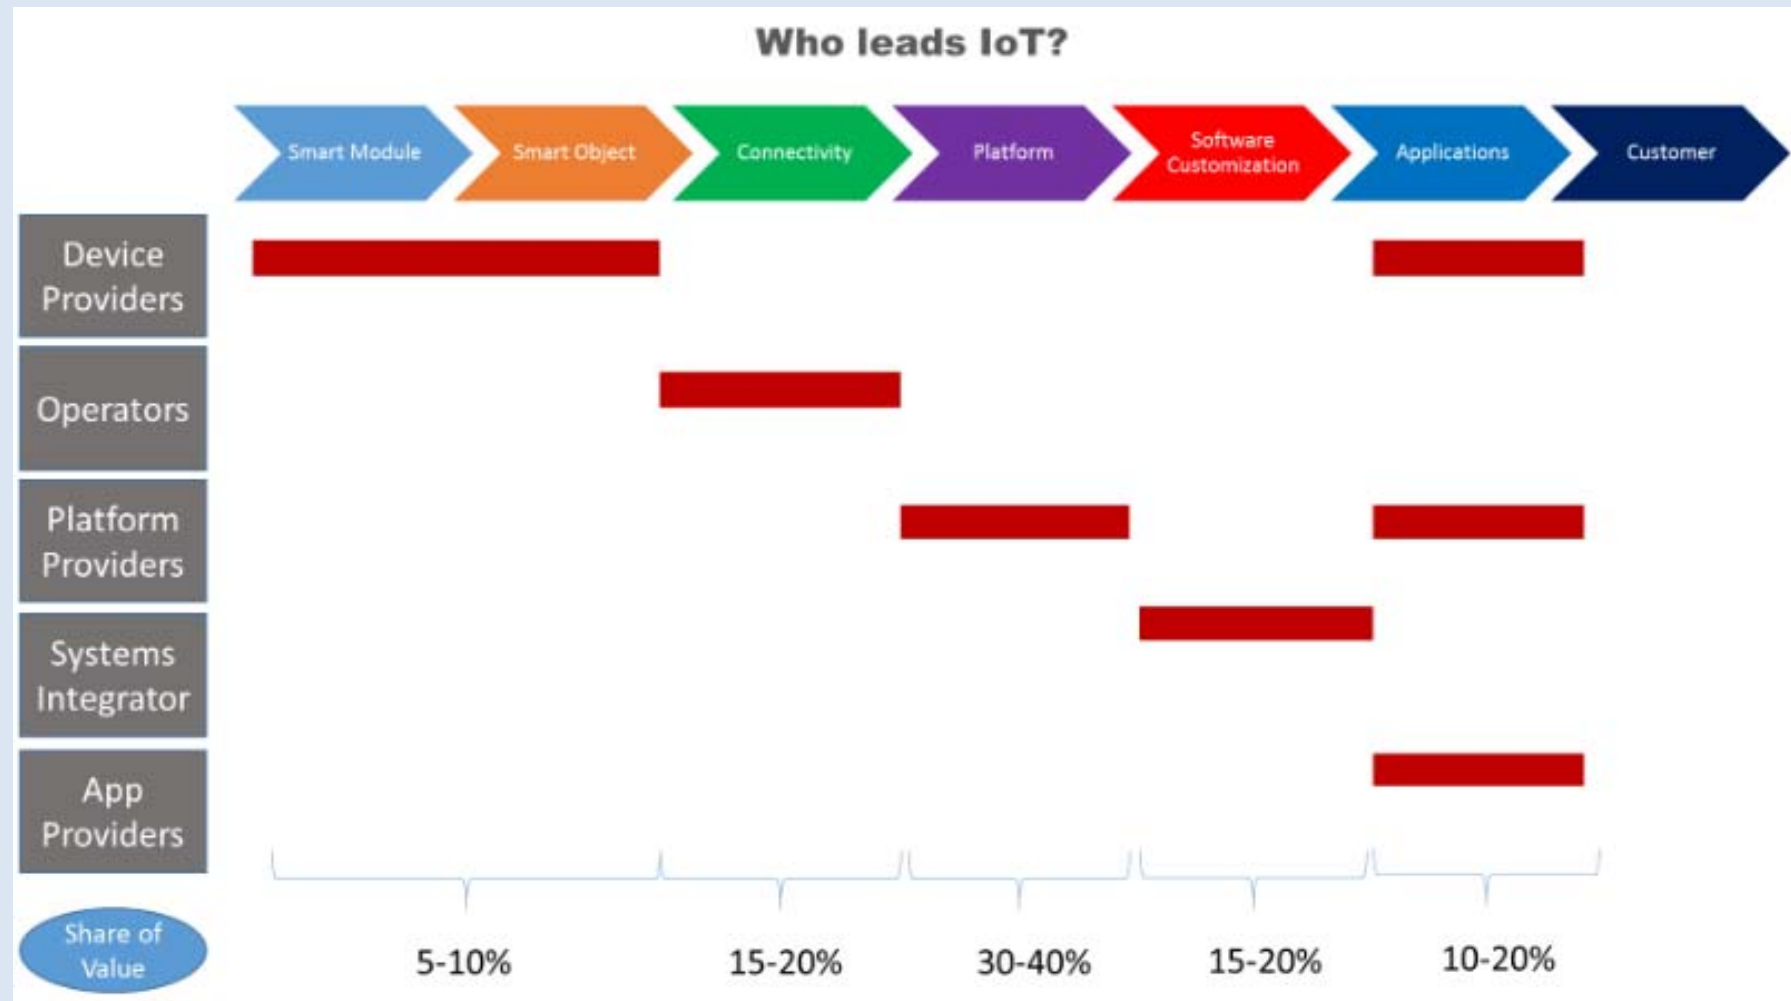 Who leads IoT?
Smart Module
Smart Object
Connectivity
Platform
Software
Customization
Applications
Customer
Device
Providers
Operators
Platform
Providers
Systems
Integrator
App
Providers
Share of
Value
5-10%
15-20%
30-40%
15-20%
10-20%